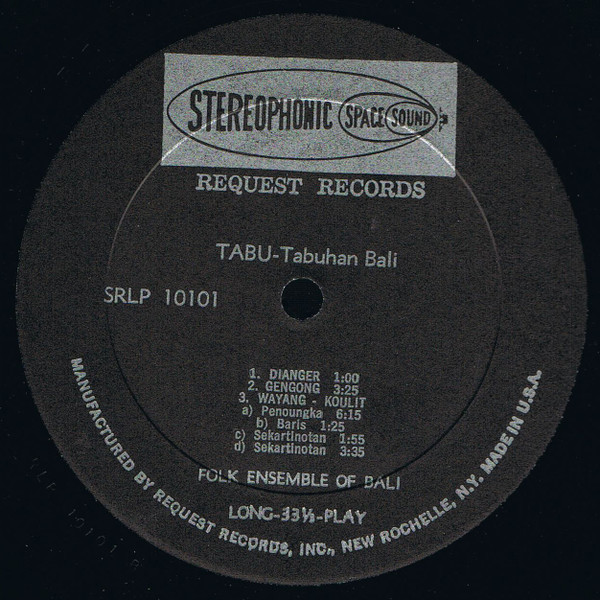 STEREOPHONIC SPACE SOUND
REQUEST RECORDS
TABU-Tabuhan Bali
SRLP 10101
1. DIANGER 1:00
2. GENGONG 3:25
3. WAYANG - KOULIT
a) Penoungka 6:15
b) Baris 1:25
c) Sekartinotan 1:55
d) Sekartinotan 3:35
FOLK ENSEMBLE OF BALI
LONG-33⅓-PLAY
MANUFACTURED BY REQUEST RECORDS, INC., NEW ROCHELLE, N.Y. MADE IN U.S.A.